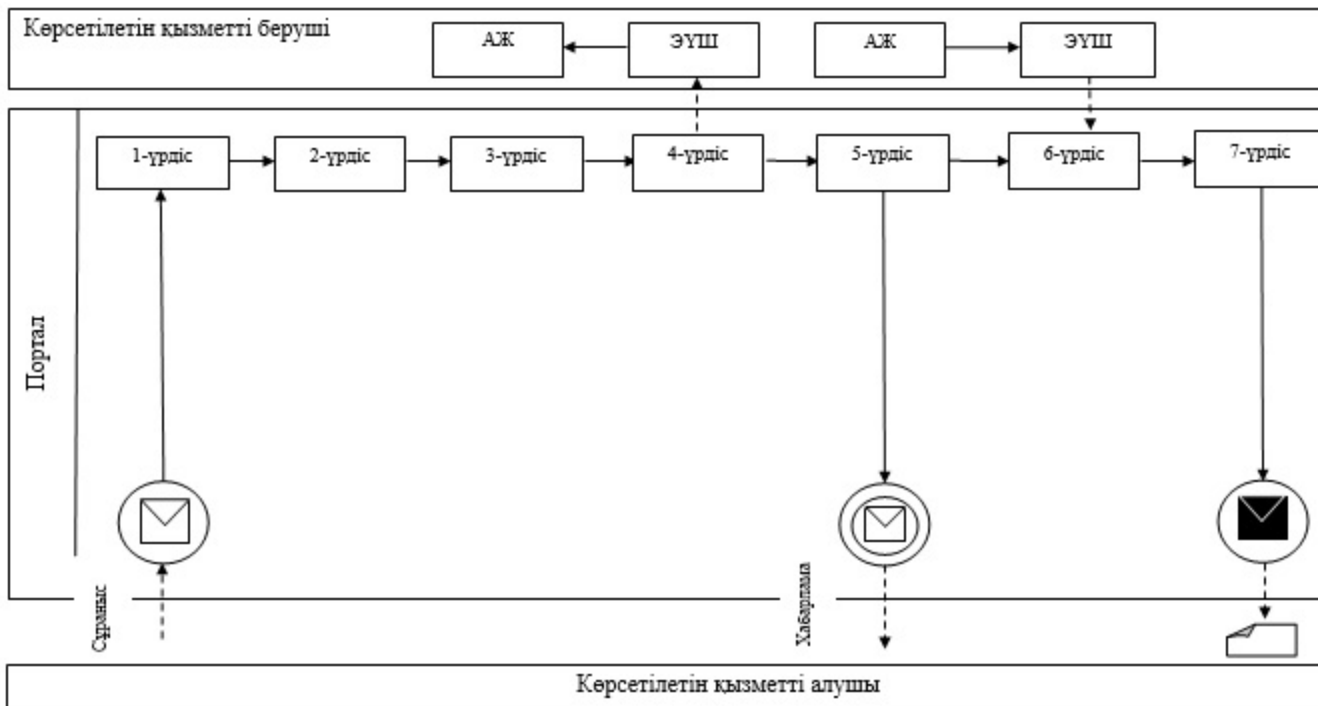 Көрсетілетін қызметті беруші
АЖ
ЭҮШ
АЖ
ЭҮШ
1-үрдіс
2-үрдіс
3-үрдіс
4-үрдіс
5-үрдіс
6-үрдіс
7-үрдіс
Портал
Сұраныс
Хабарлама
Көрсетілетін қызметті алушы